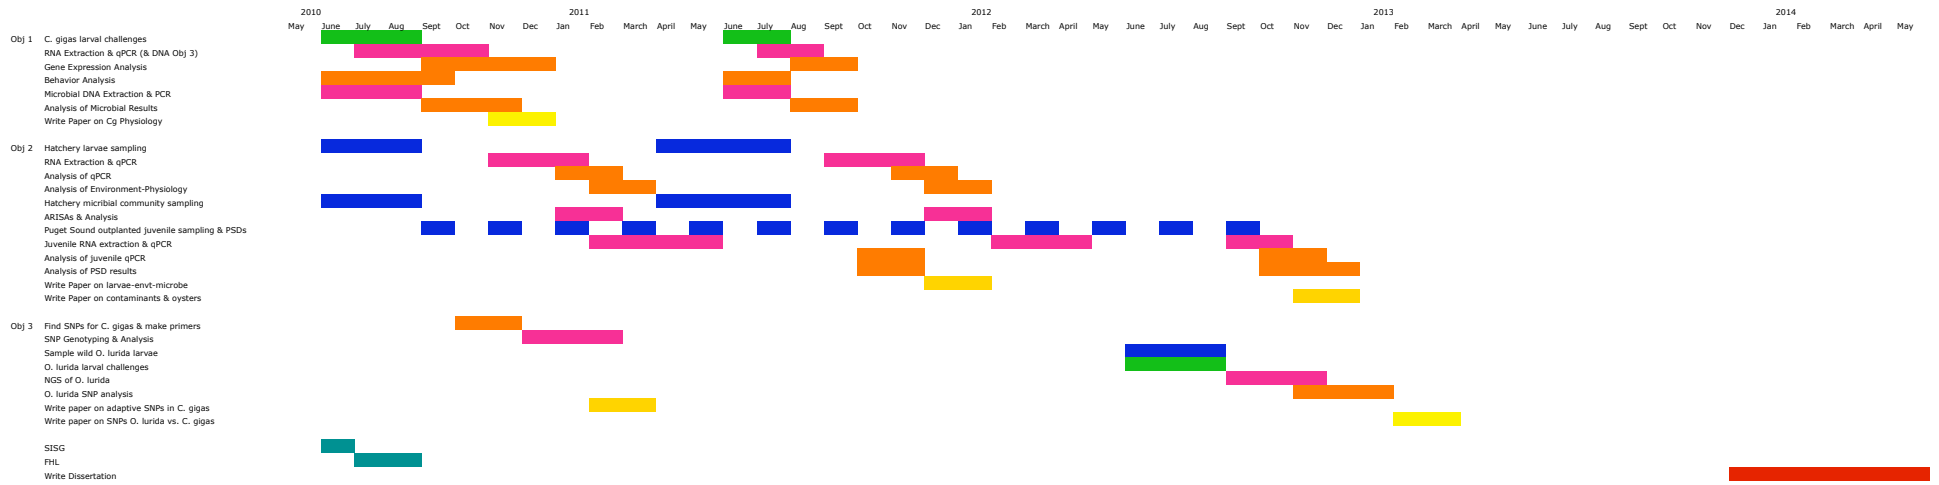 2010 2011 2012 2013 2014
May June July Aug Sept Oct Nov Dec Jan Feb March April May June July Aug Sept Oct Nov Dec Jan Feb March April May June July Aug Sept Oct Nov Dec Jan Feb March April May June July Aug Sept Oct Nov Dec Jan Feb March April May
Obj 1 C. gigas larval challenges
RNA Extraction & qPCR (& DNA Obj 3)
Gene Expression Analysis
Behavior Analysis
Microbial DNA Extraction & PCR
Analysis of Microbial Results
Write Paper on Cg Physiology
Obj 2 Hatchery larvae sampling
RNA Extraction & qPCR
Analysis of qPCR
Analysis of Environment-Physiology
Hatchery micribial community sampling
ARISAs & Analysis
Puget Sound outplanted juvenile sampling & PSDs
Juvenile RNA extraction & qPCR
Analysis of juvenile qPCR
Analysis of PSD results
Write Paper on larvae-envt-microbe
Write Paper on contaminants & oysters
Obj 3 Find SNPs for C. gigas & make primers
SNP Genotyping & Analysis
Sample wild O. lurida larvae
O. lurida larval challenges
NGS of O. lurida
O. lurida SNP analysis
Write paper on adaptive SNPs in C. gigas
Write paper on SNPs O. lurida vs. C. gigas
SISG
FHL
Write Dissertation